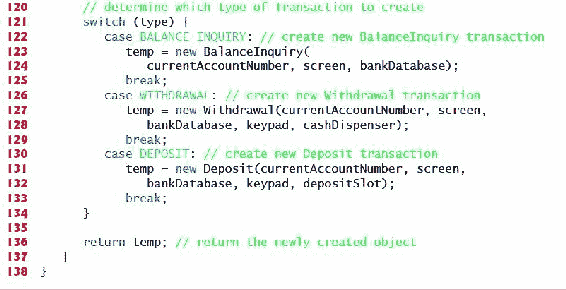 120 // determine which type of Transaction to create
121 switch (type) {
122 case BALANCE_INQUIRY: // create new BalanceInquiry transaction
123 temp = new BalanceInquiry(
124 currentAccountNumber, screen, bankDatabase);
125 break;
126 case WITHDRAWAL: // create new Withdrawal transaction
127 temp = new Withdrawal(currentAccountNumber, screen,
128 bankDatabase, keypad, cashDispenser);
129 break;
130 case DEPOSIT: // create new Deposit transaction
131 temp = new Deposit(currentAccountNumber, screen,
132 bankDatabase, keypad, depositSlot);
133 break;
134 }
135
136 return temp; // return the newly created object
137 }
138 }